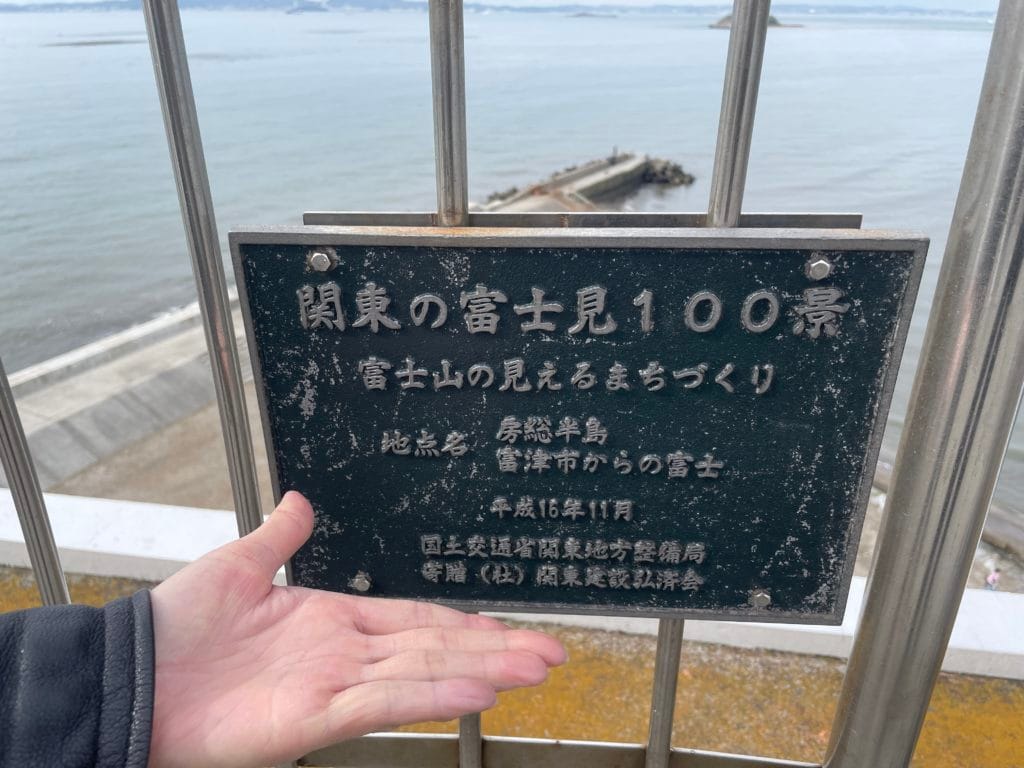 関東の富士見100景
富士山の見えるまちづくり
地点名 房総半島
富津市からの富士
平成16年11月
国土交通省関東地方整備局
寄贈（社）関東建設弘済会